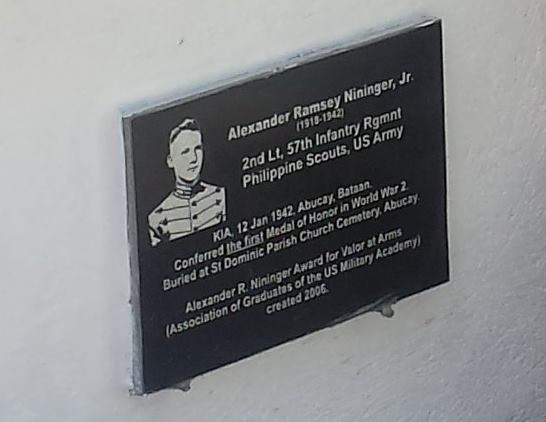 Alexander Ramsey Nininger, Jr.
(1918-1942)
2nd Lt, 57th Infantry Rgmnt
Philippine Scouts, US Army
KIA, 12 Jan 1942, Abucay, Bataan.
Conferred the first Medal of Honor in World War 2.
Buried at St Dominic Parish Church Cemetery, Abucay.
Alexander R. Nininger Award for Valor at Arms
(Association of Graduates of the US Military Academy)
created 2006.